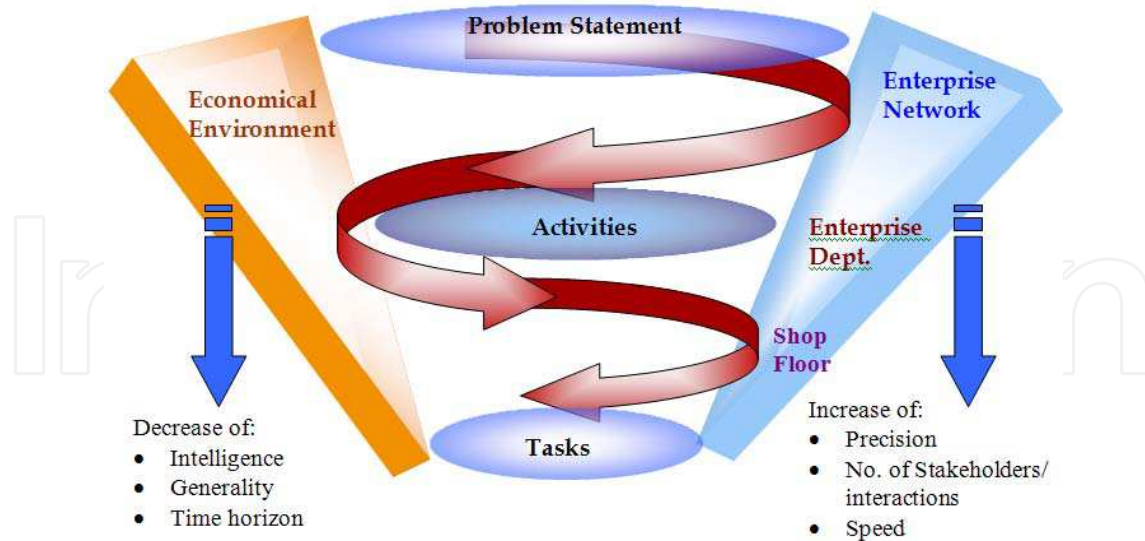 Problem Statement
Economical
Environment
Enterprise
Network
Activities
Enterprise
Dept.
Shop
Floor
Tasks
Decrease of:
• Intelligence
• Generality
• Time horizon
Increase of:
• Precision
• No. of Stakeholders/
interactions
• Speed